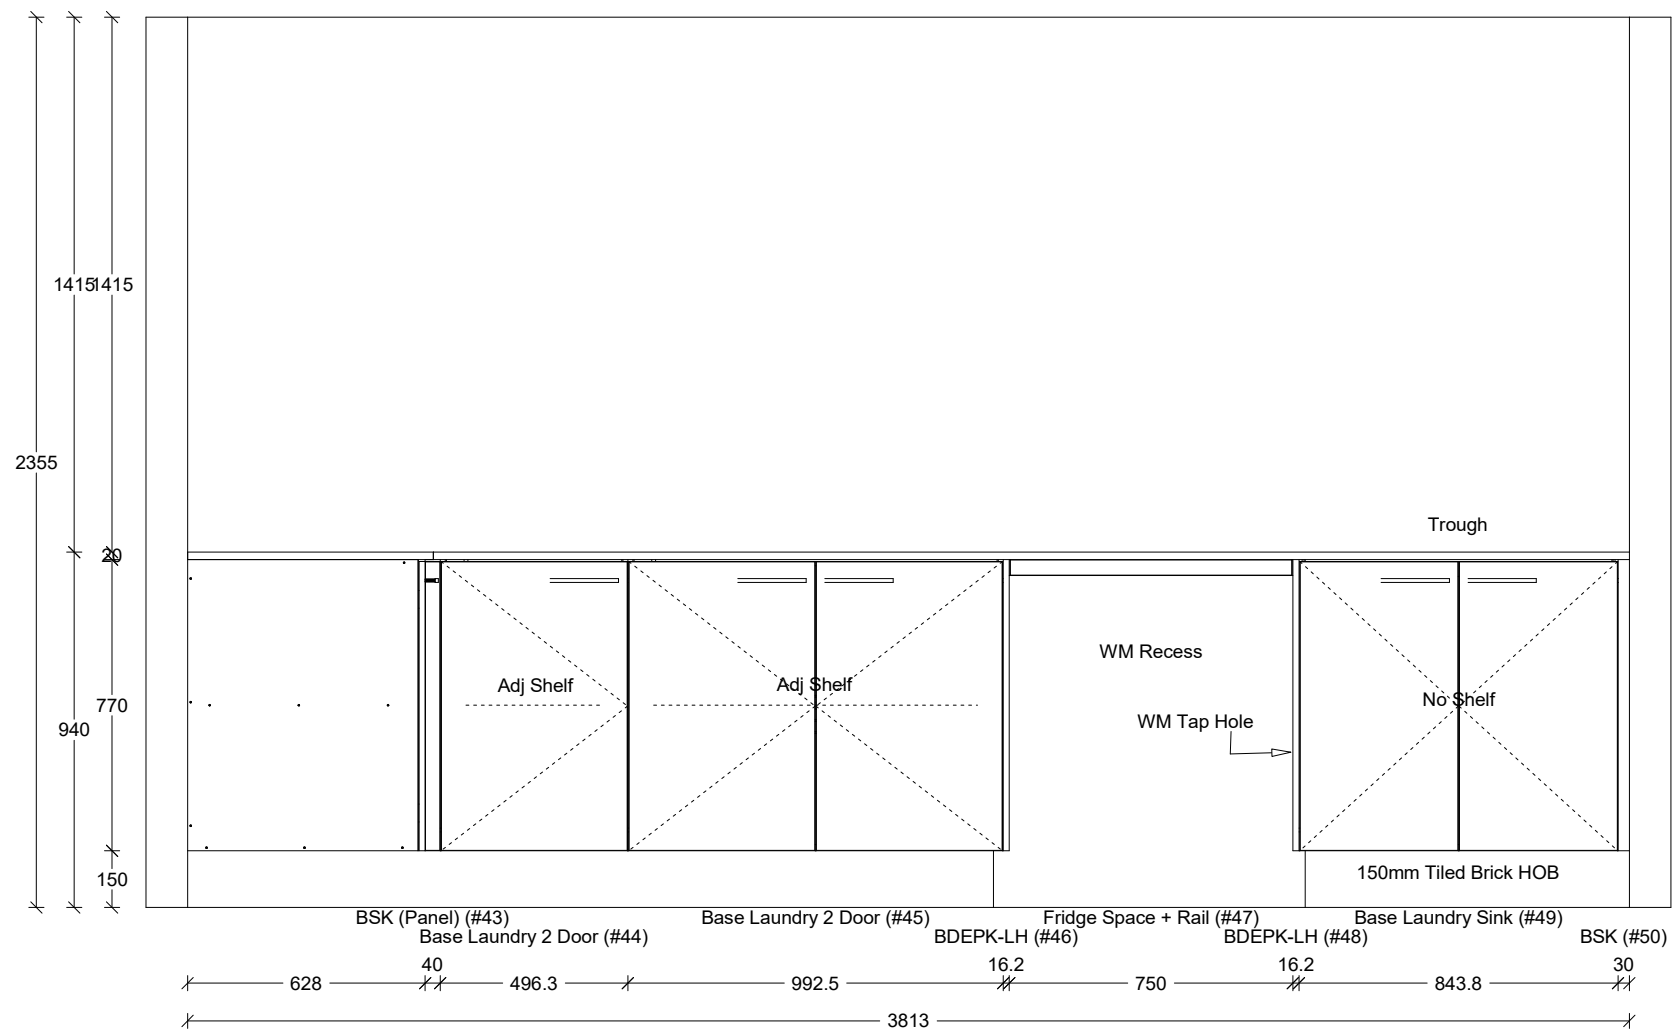 1415
1415
2355
Trough
20
WM Recess
Adj Shelf
Adj Shelf
No Shelf
770
WM Tap Hole
940
150mm Tiled Brick HOB
150
BSK (Panel) (#43)
Base Laundry 2 Door (#45)
Fridge Space + Rail (#47)
Base Laundry Sink (#49)
Base Laundry 2 Door (#44)
BDEPK-LH (#46)
BDEPK-LH (#48)
BSK (#50)
40
16.2
16.2
30
628
496.3
992.5
750
843.8
3813